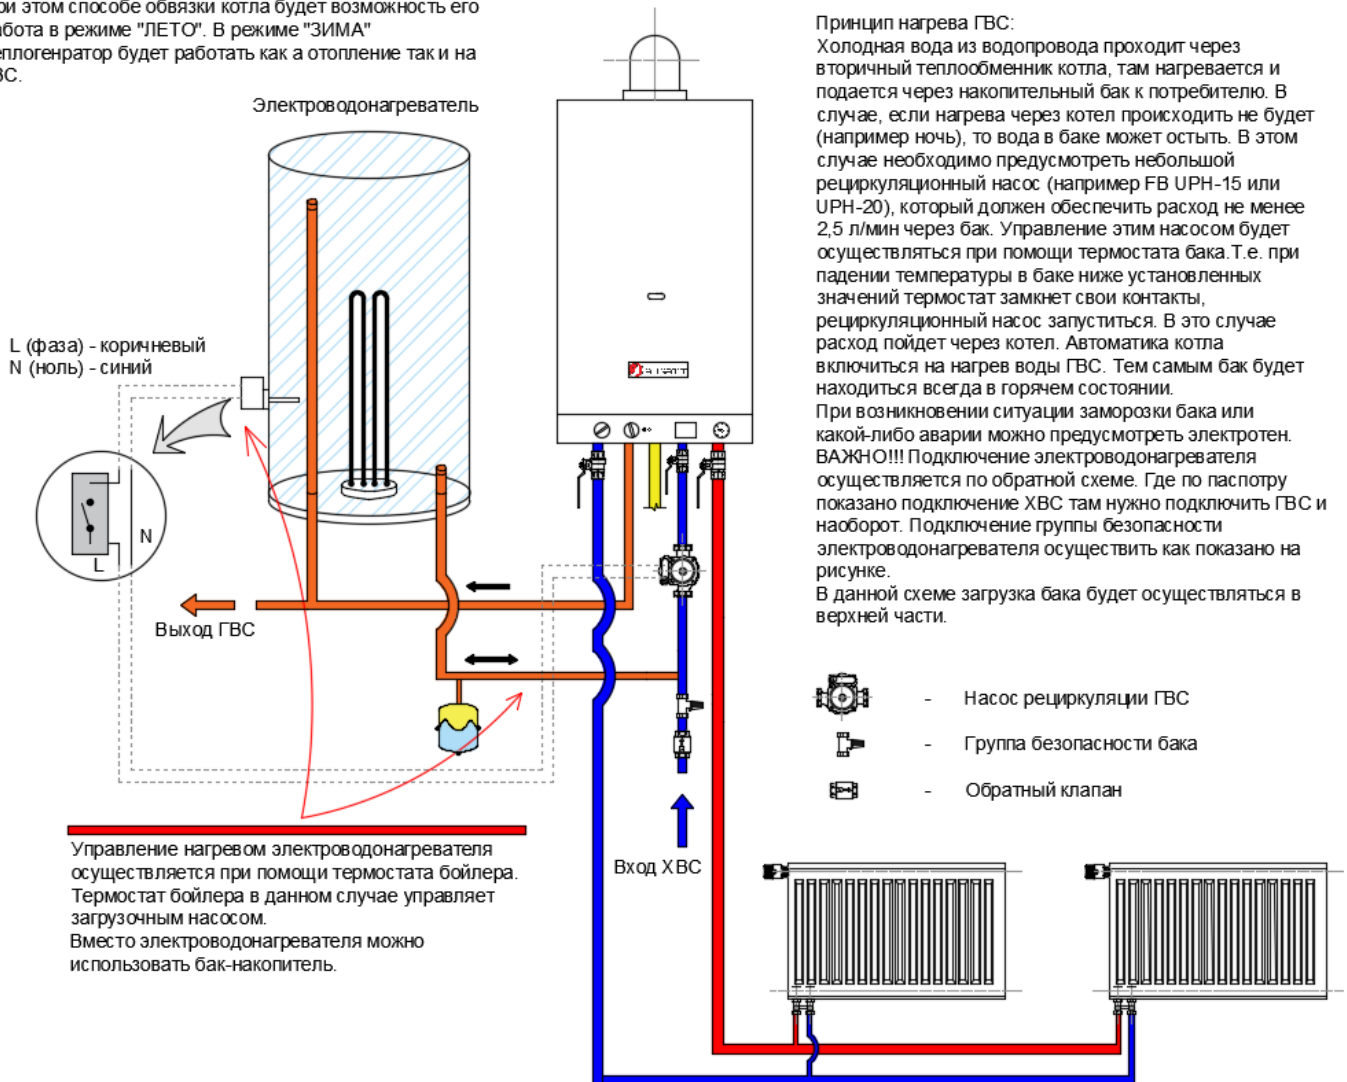 ри этом способе обвязки котла будет возможность его
абота в режиме "ЛЕТО". В режиме "ЗИМА"
еплогенратор будет работать как а отопление так и на
ВС.
Электроводонагреватель
L (фаза) - коричневый
N (ноль) - синий
N
L
Выход ГВС
Вход ХВС
Управление нагревом электроводонагревателя
осуществляется при помощи термостата бойлера.
Термостат бойлера в данном случае управляет
загрузочным насосом.
Вместо электроводонагревателя можно
использовать бак-накопитель.
Принцип нагрева ГВС:
Холодная вода из водопровода проходит через
вторичный теплообменник котла, там нагревается и
подается через накопительный бак к потребителю. В
случае, если нагрева через котел происходить не будет
(например ночь), то вода в баке может остыть. В этом
случае необходимо предусмотреть небольшой
рециркуляционный насос (например FB UPH-15 или
UPH-20), который должен обеспечить расход не менее
2,5 л/мин через бак. Управление этим насосом будет
осуществляться при помощи термостата бака.Т.е. при
падении температуры в баке ниже установленных
значений термостат замкнет свои контакты,
рециркуляционный насос запуститься. В это случае
расход пойдет через котел. Автоматика котла
включиться на нагрев воды ГВС. Тем самым бак будет
находиться всегда в горячем состоянии.
При возникновении ситуации заморозки бака или
какой-либо аварии можно предусмотреть электротен.
ВАЖНО!!! Подключение электроводонагревателя
осуществляется по обратной схеме. Где по паспотру
показано подключение ХВС там нужно подключить ГВС и
наоборот. Подключение группы безопасности
электроводонагревателя осуществить как показано на
рисунке.
В данной схеме загрузка бака будет осуществляться в
верхней части.
- Насос рециркуляции ГВС
- Группа безопасности бака
- Обратный клапан